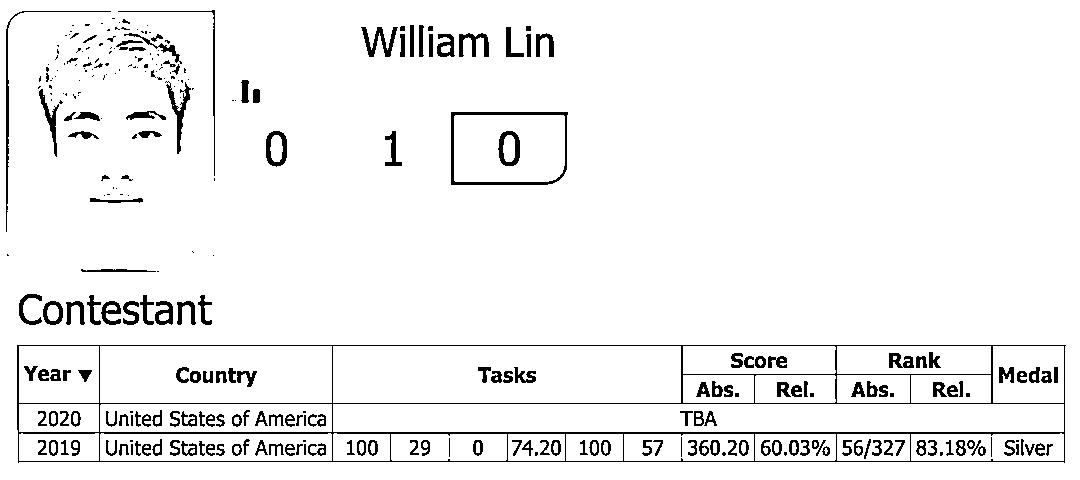 William Lin
0 1 0
Contestant
Year ▼ Country Tasks Score Rank Medal
Abs. Rel. Abs. Rel.
2020 United States of America TBA
2019 United States of America 100 29 0 74.20 100 57 360.20 60.03% 56/327 83.18% Silver